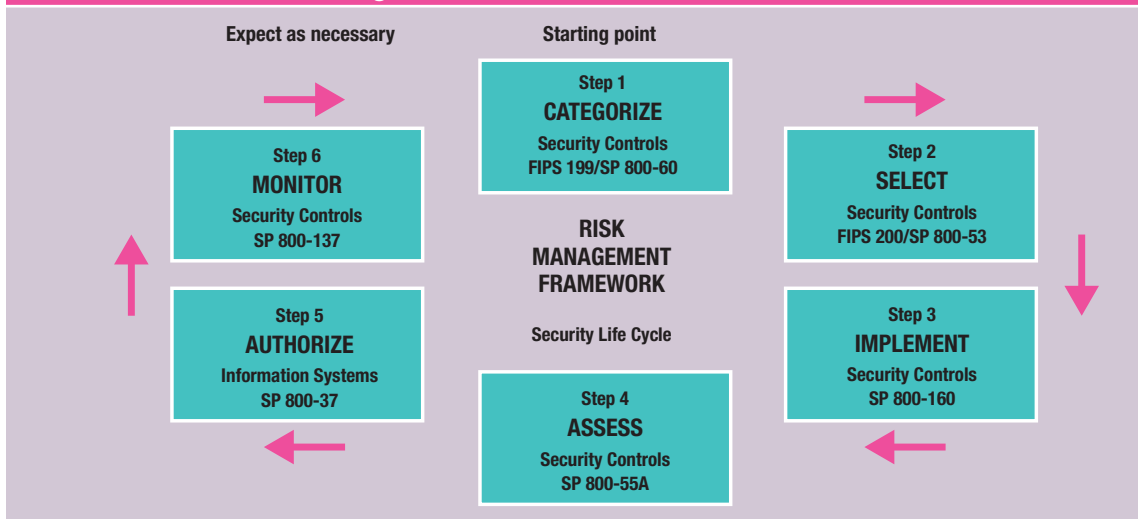 Expect as necessary
Starting point
Step 1
CATEGORIZE
Security Controls
FIPS 199/SP 800-60
Step 2
SELECT
Security Controls
FIPS 200/SP 800-53
Step 3
IMPLEMENT
Security Controls
SP 800-160
Step 4
ASSESS
Security Controls
SP 800-55A
Step 5
AUTHORIZE
Information Systems
SP 800-37
Step 6
MONITOR
Security Controls
SP 800-137
RISK
MANAGEMENT
FRAMEWORK
Security Life Cycle